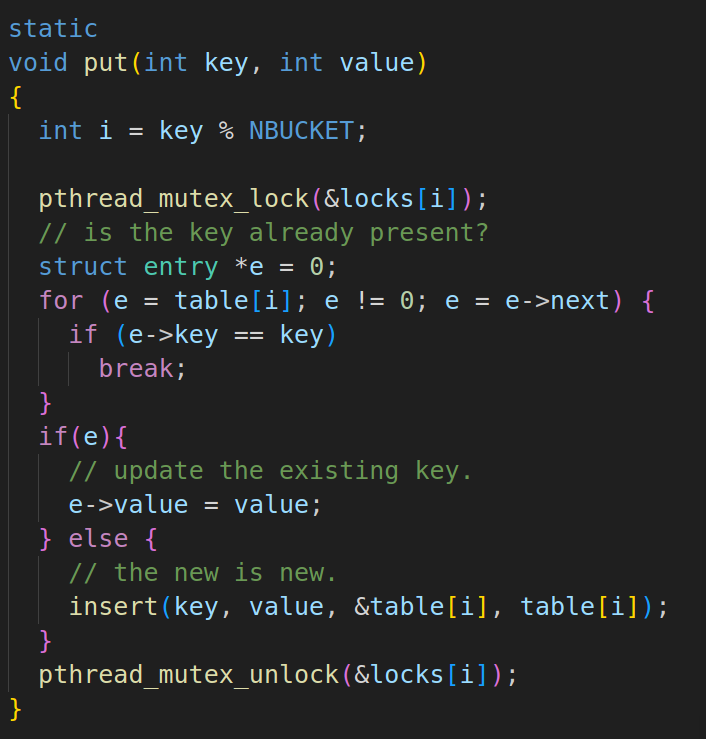 static
void put(int key, int value)
{
  int i = key % NBUCKET;

  pthread_mutex_lock(&locks[i]);
  // is the key already present?
  struct entry *e = 0;
  for (e = table[i]; e != 0; e = e->next) {
    if (e->key == key)
      break;
  }
  if(e){
    // update the existing key.
    e->value = value;
  } else {
    // the new is new.
    insert(key, value, &table[i], table[i]);
  }
  pthread_mutex_unlock(&locks[i]);
}